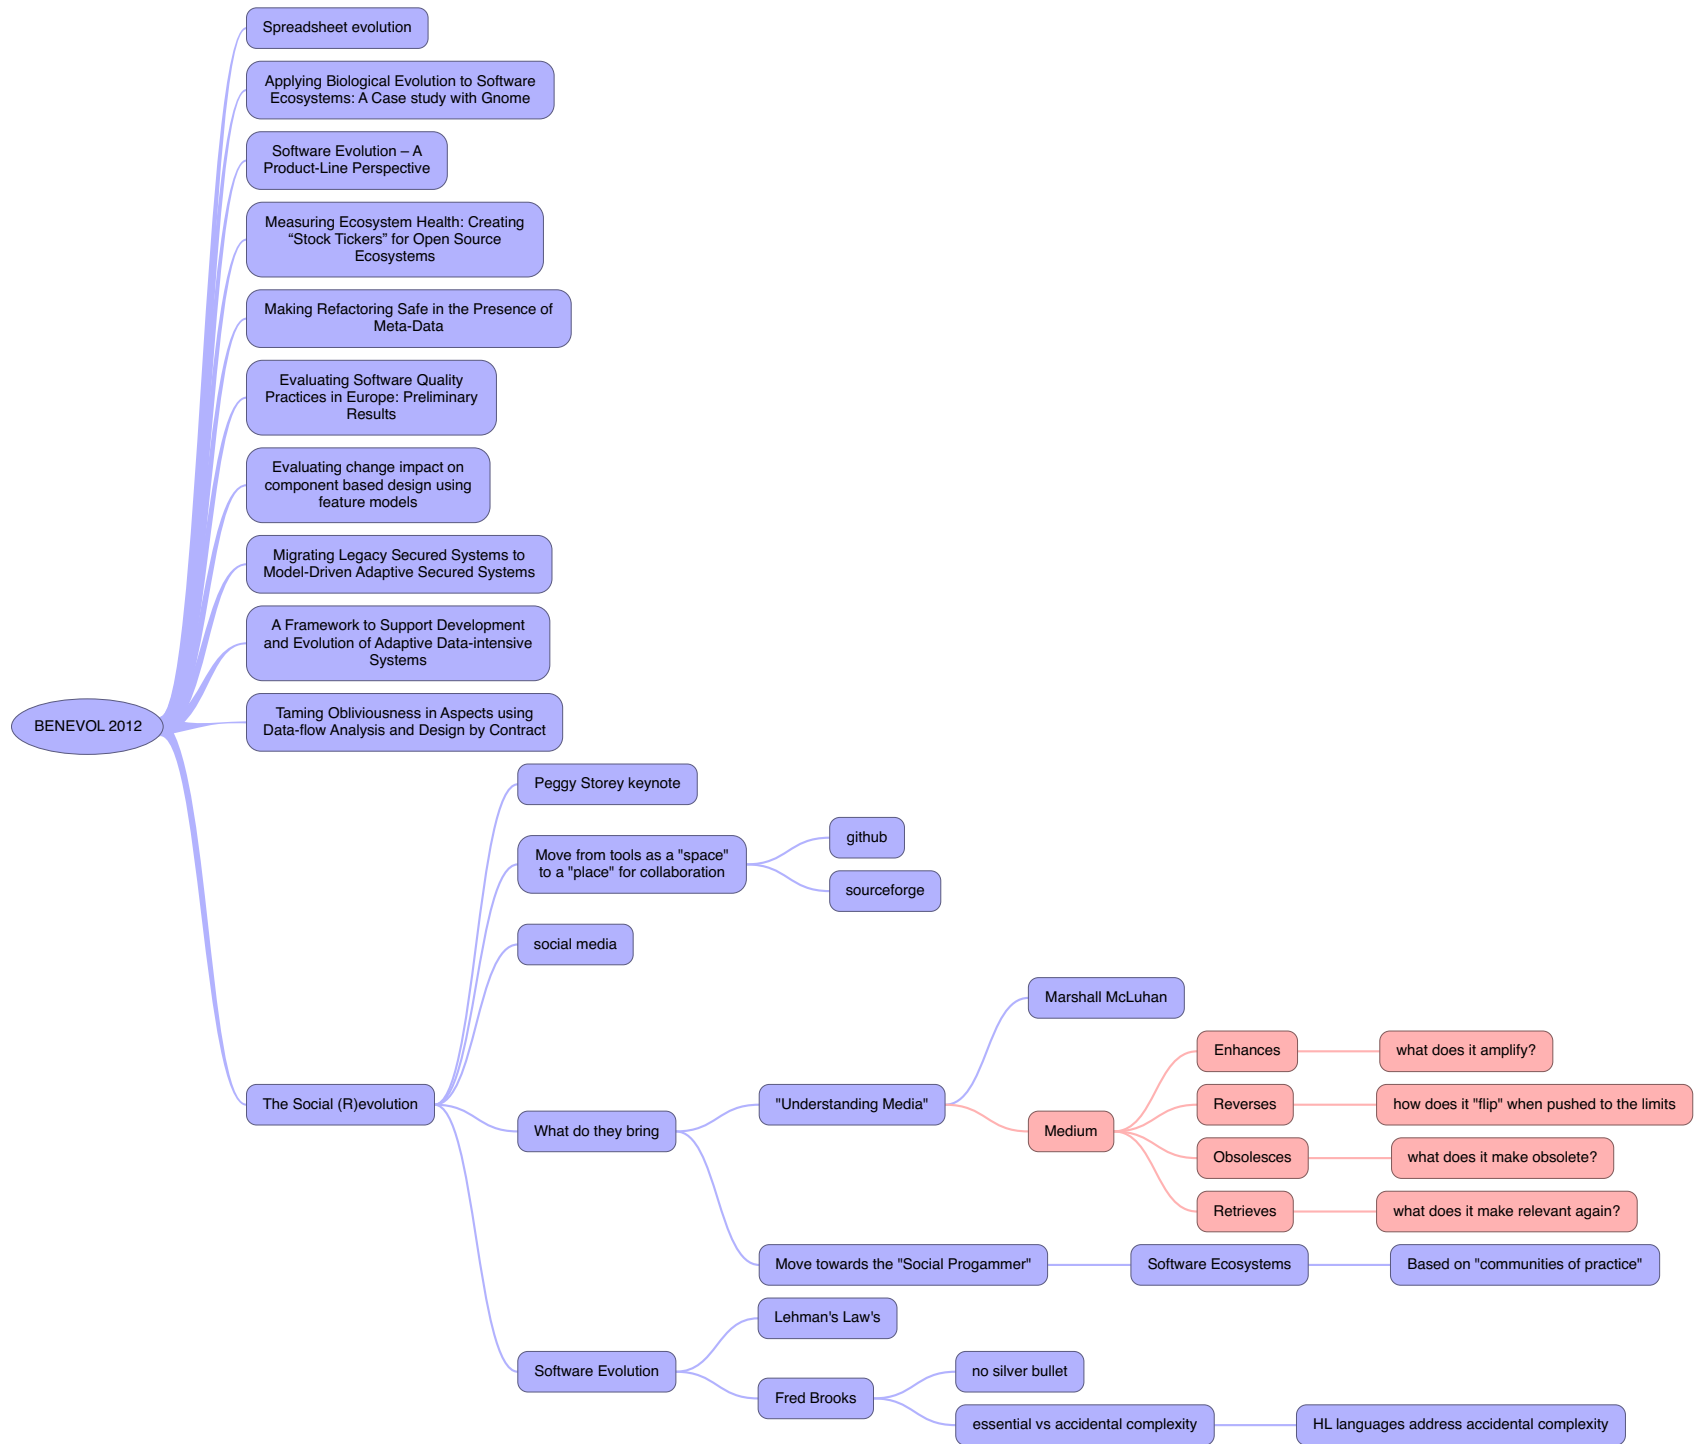 Spreadsheet evolution
Applying Biological Evolution to Software
Ecosystems: A Case study with Gnome
Software Evolution – A
Product-Line Perspective
Measuring Ecosystem Health: Creating
“Stock Tickers” for Open Source
Ecosystems
Making Refactoring Safe in the Presence of
Meta-Data
Evaluating Software Quality
Practices in Europe: Preliminary
Results
Evaluating change impact on
component based design using
feature models
Migrating Legacy Secured Systems to
Model-Driven Adaptive Secured Systems
A Framework to Support Development
and Evolution of Adaptive Data-intensive
Systems
BENEVOL 2012
Taming Obliviousness in Aspects using
Data-flow Analysis and Design by Contract
The Social (R)evolution
Peggy Storey keynote
Move from tools as a "space"
to a "place" for collaboration
github
sourceforge
social media
What do they bring
"Understanding Media"
Marshall McLuhan
Medium
Enhances
what does it amplify?
Reverses
how does it "flip" when pushed to the limits
Obsolesces
what does it make obsolete?
Retrieves
what does it make relevant again?
Move towards the "Social Progammer"
Software Ecosystems
Based on "communities of practice"
Software Evolution
Lehman's Law's
Fred Brooks
no silver bullet
essential vs accidental complexity
HL languages address accidental complexity